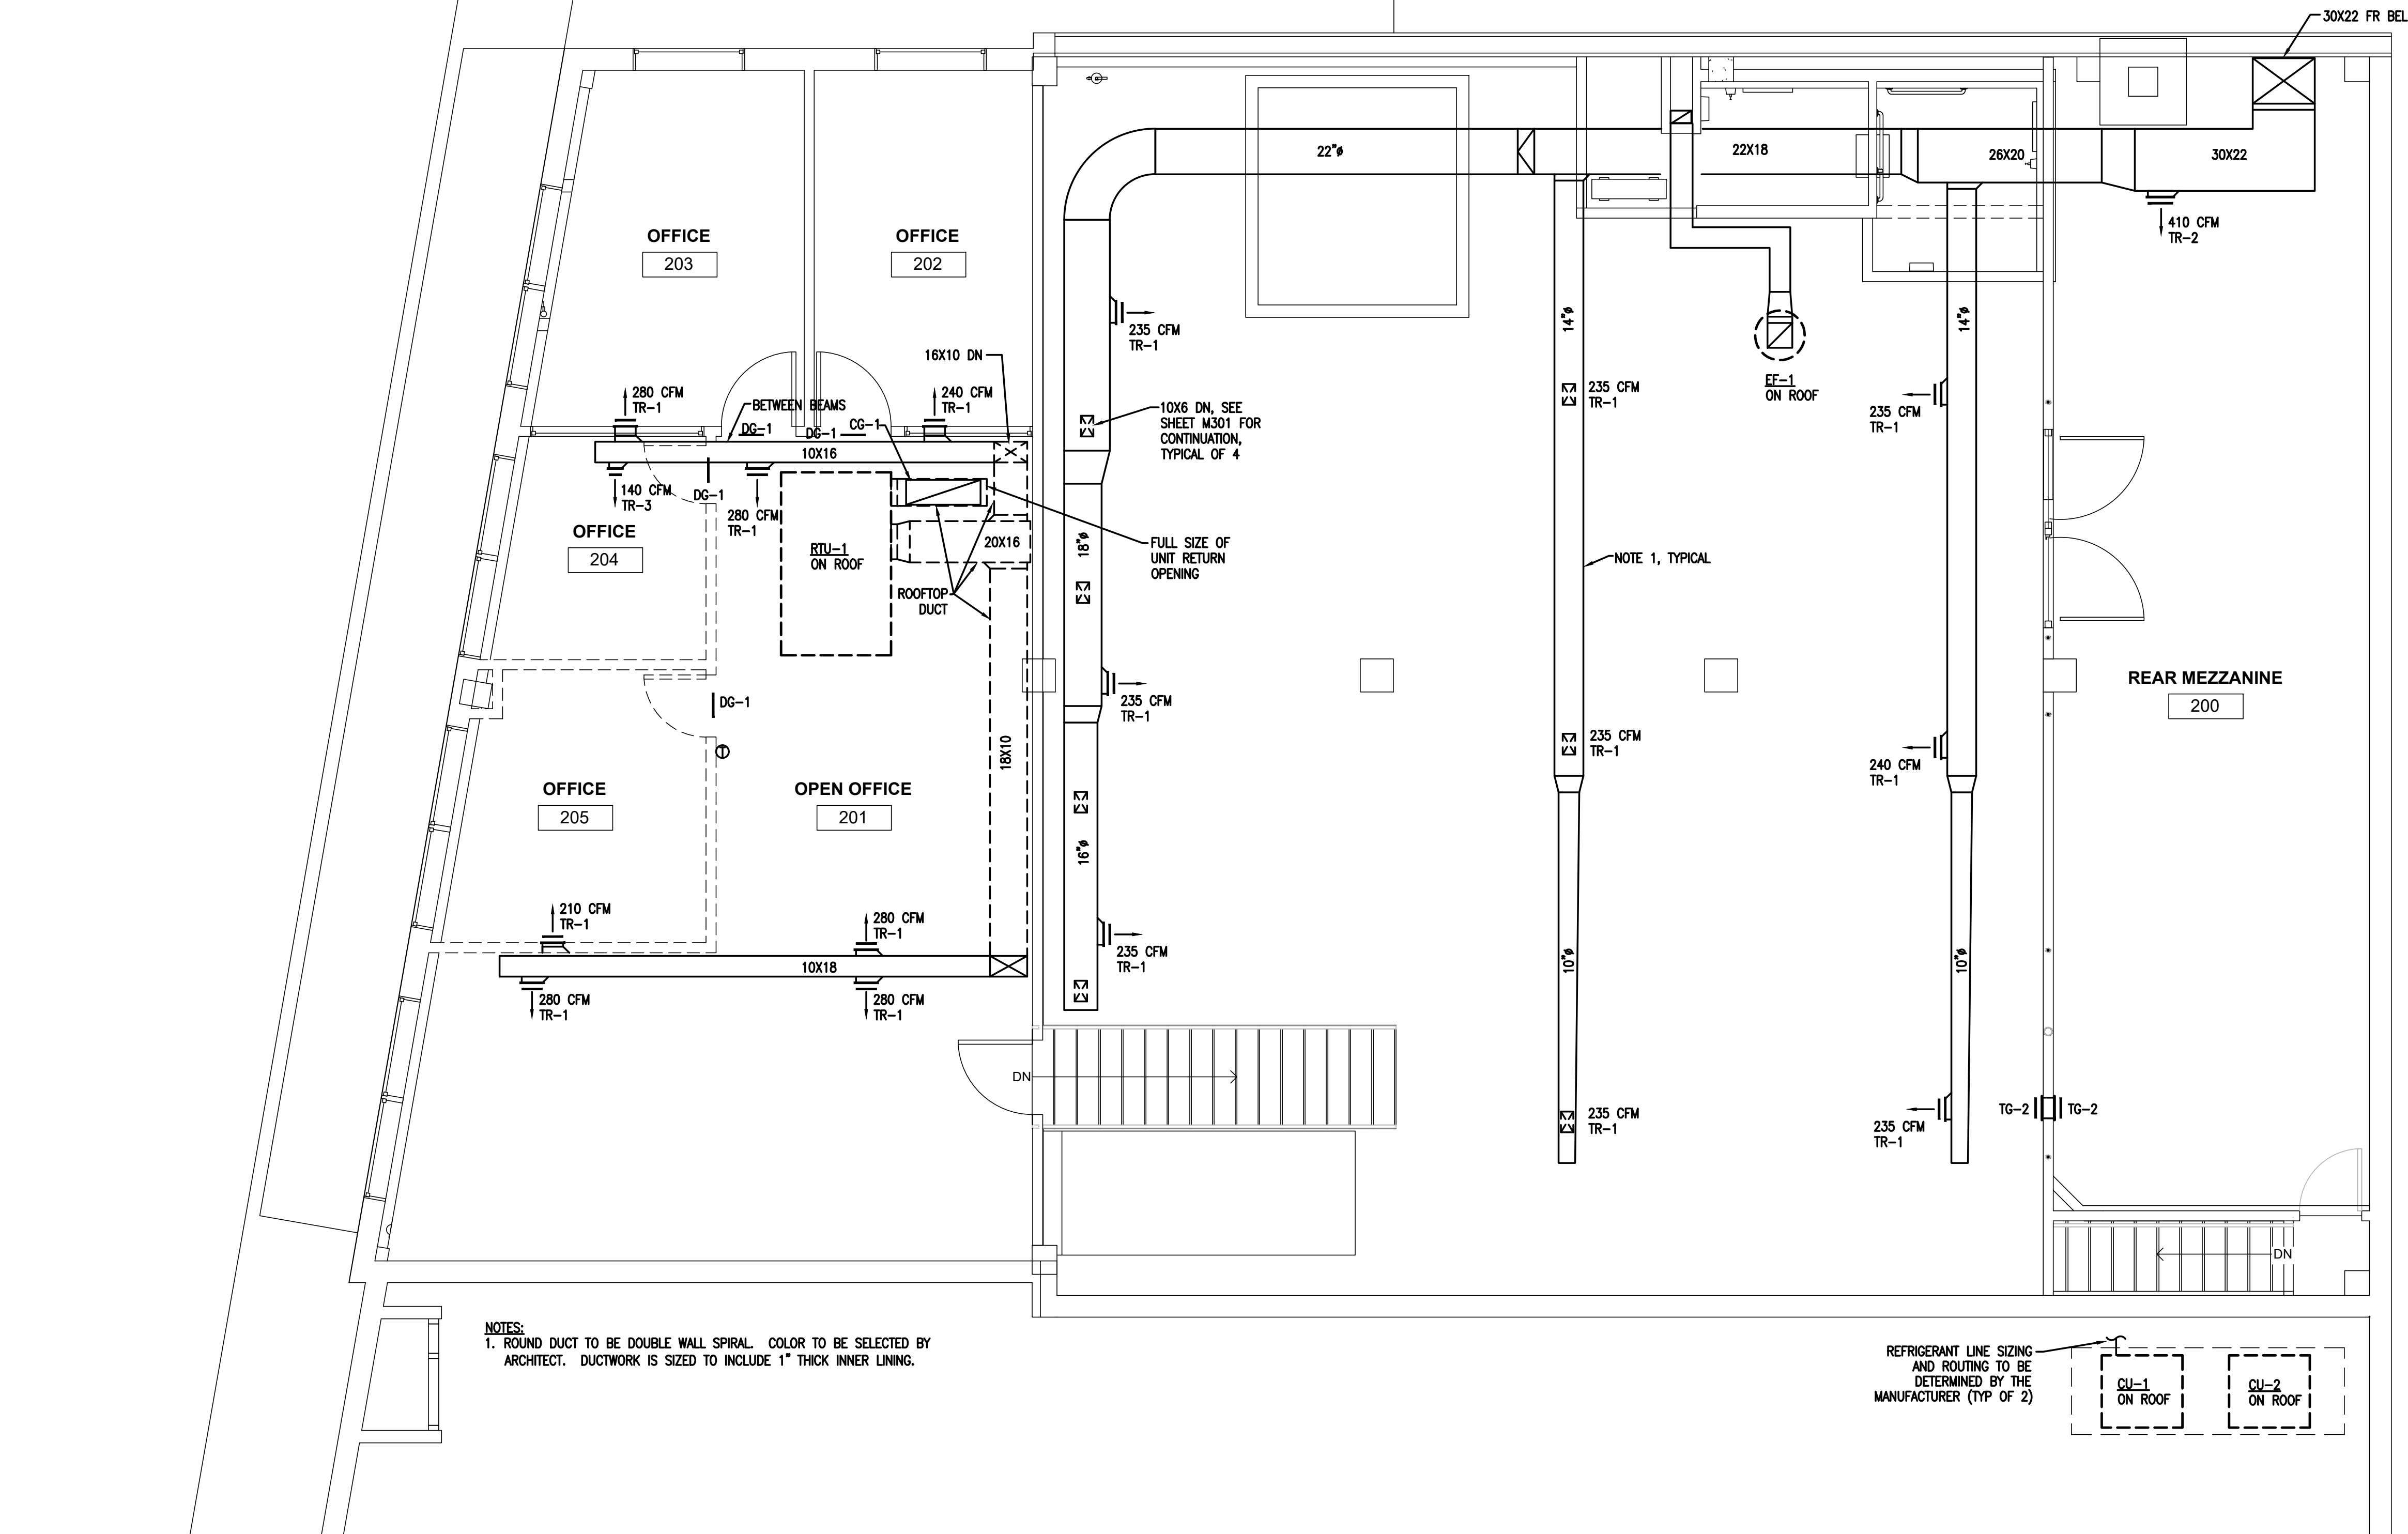 30X22 FR BEL
22"ø
22X18
26X20
30X22
410 CFM
TR-2
OFFICE
203
OFFICE
202
235 CFM
TR-1
14"ø
14"ø
16X10 DN
EF-1
ON ROOF
280 CFM
TR-1
BETWEEN BEAMS
240 CFM
TR-1
DG-1
DG-1
CG-1
10X6 DN, SEE
SHEET M301 FOR
CONTINUATION,
TYPICAL OF 4
235 CFM
TR-1
235 CFM
TR-1
10X16
140 CFM
TR-3
DG-1
280 CFM
TR-1
OFFICE
204
RTU-1
ON ROOF
20X16
18"ø
FULL SIZE OF
UNIT RETURN
OPENING
NOTE 1, TYPICAL
ROOFTOP
DUCT
REAR MEZZANINE
200
DG-1
235 CFM
TR-1
T
18X10
235 CFM
TR-1
240 CFM
TR-1
OFFICE
205
OPEN OFFICE
201
16"ø
210 CFM
TR-1
280 CFM
TR-1
10X18
235 CFM
TR-1
10"ø
10"ø
280 CFM
TR-1
280 CFM
TR-1
DN
235 CFM
TR-1
235 CFM
TR-1
TG-2
TG-2
DN
NOTES:
1. ROUND DUCT TO BE DOUBLE WALL SPIRAL. COLOR TO BE SELECTED BY
ARCHITECT. DUCTWORK IS SIZED TO INCLUDE 1" THICK INNER LINING.
REFRIGERANT LINE SIZING
AND ROUTING TO BE
DETERMINED BY THE
MANUFACTURER (TYP OF 2)
CU-1
ON ROOF
CU-2
ON ROOF